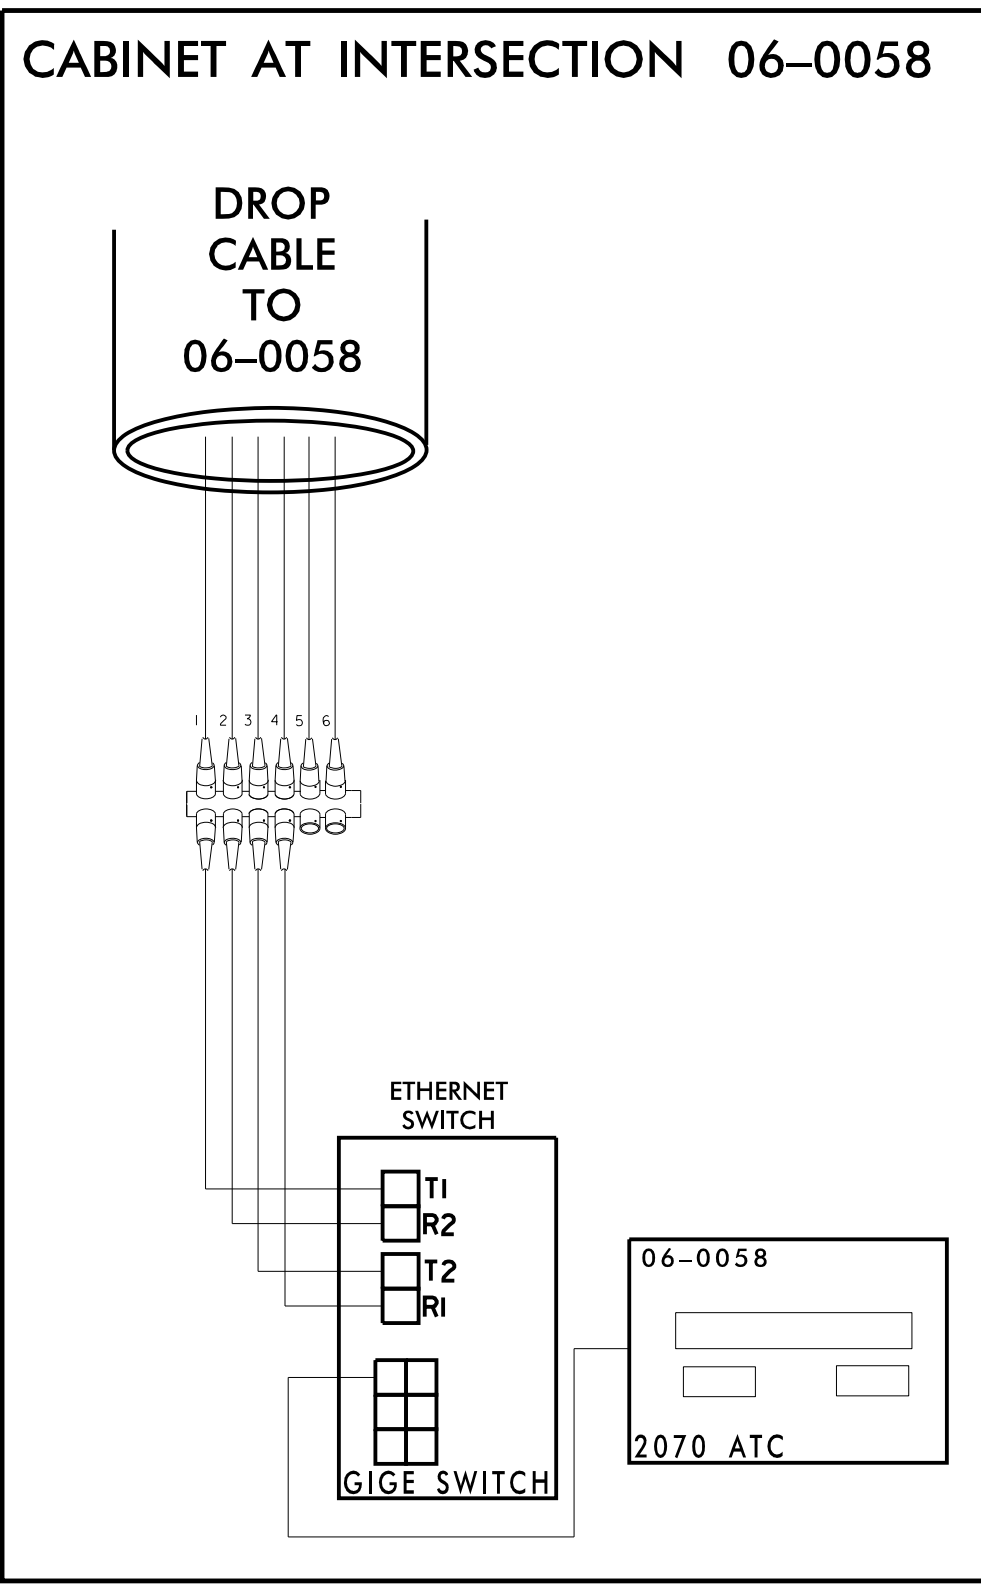 CABINET AT INTERSECTION 06-0058
DROP
CABLE
TO
06-0058
1 2 3 4 5 6
ETHERNET
SWITCH
T1
R2
T2
R1
GIGE SWITCH
06-0058
2070 ATC